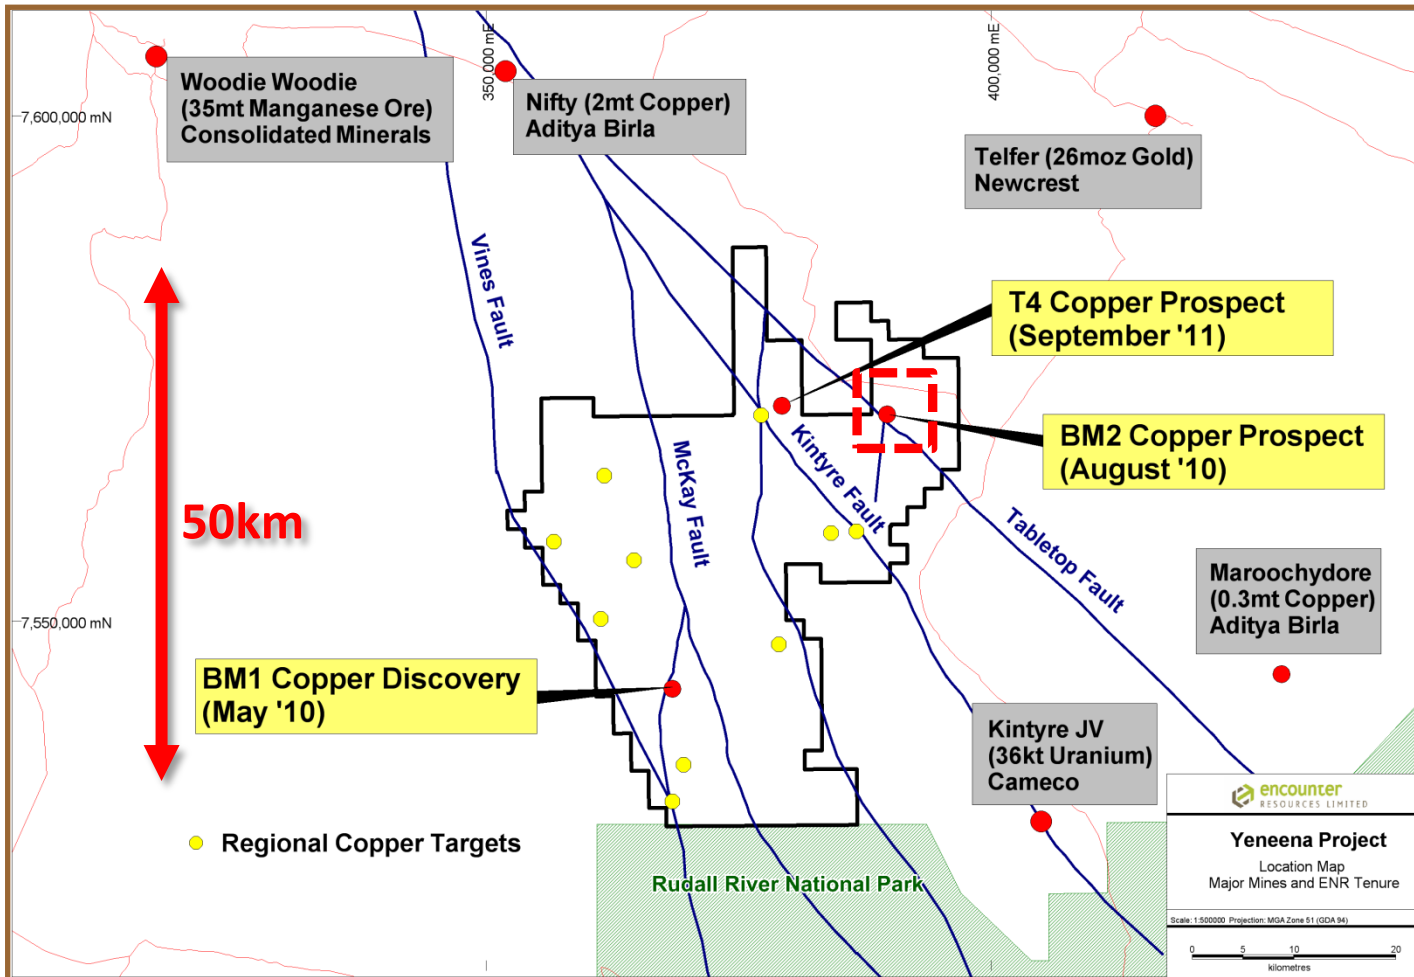 350,000 mE
400,000 mE
7,600,000 mN
7,550,000 mN
Woodie Woodie
(35mt Manganese Ore)
Consolidated Minerals
Nifty (2mt Copper)
Aditya Birla
Telfer (26moz Gold)
Newcrest
Vines Fault
T4 Copper Prospect
(September '11)
BM2 Copper Prospect
(August '10)
McKay Fault
Kintyre Fault
Tabletop Fault
50km
Maroochydore
(0.3mt Copper)
Aditya Birla
BM1 Copper Discovery
(May '10)
Kintyre JV
(36kt Uranium)
Cameco
Regional Copper Targets
Rudall River National Park
encounter
RESOURCES LIMITED
Yeneena Project
Location Map
Major Mines and ENR Tenure
Scale: 1:500000 Projection: MGA Zone 51 (GDA 94)
0 5 10 20
kilometres